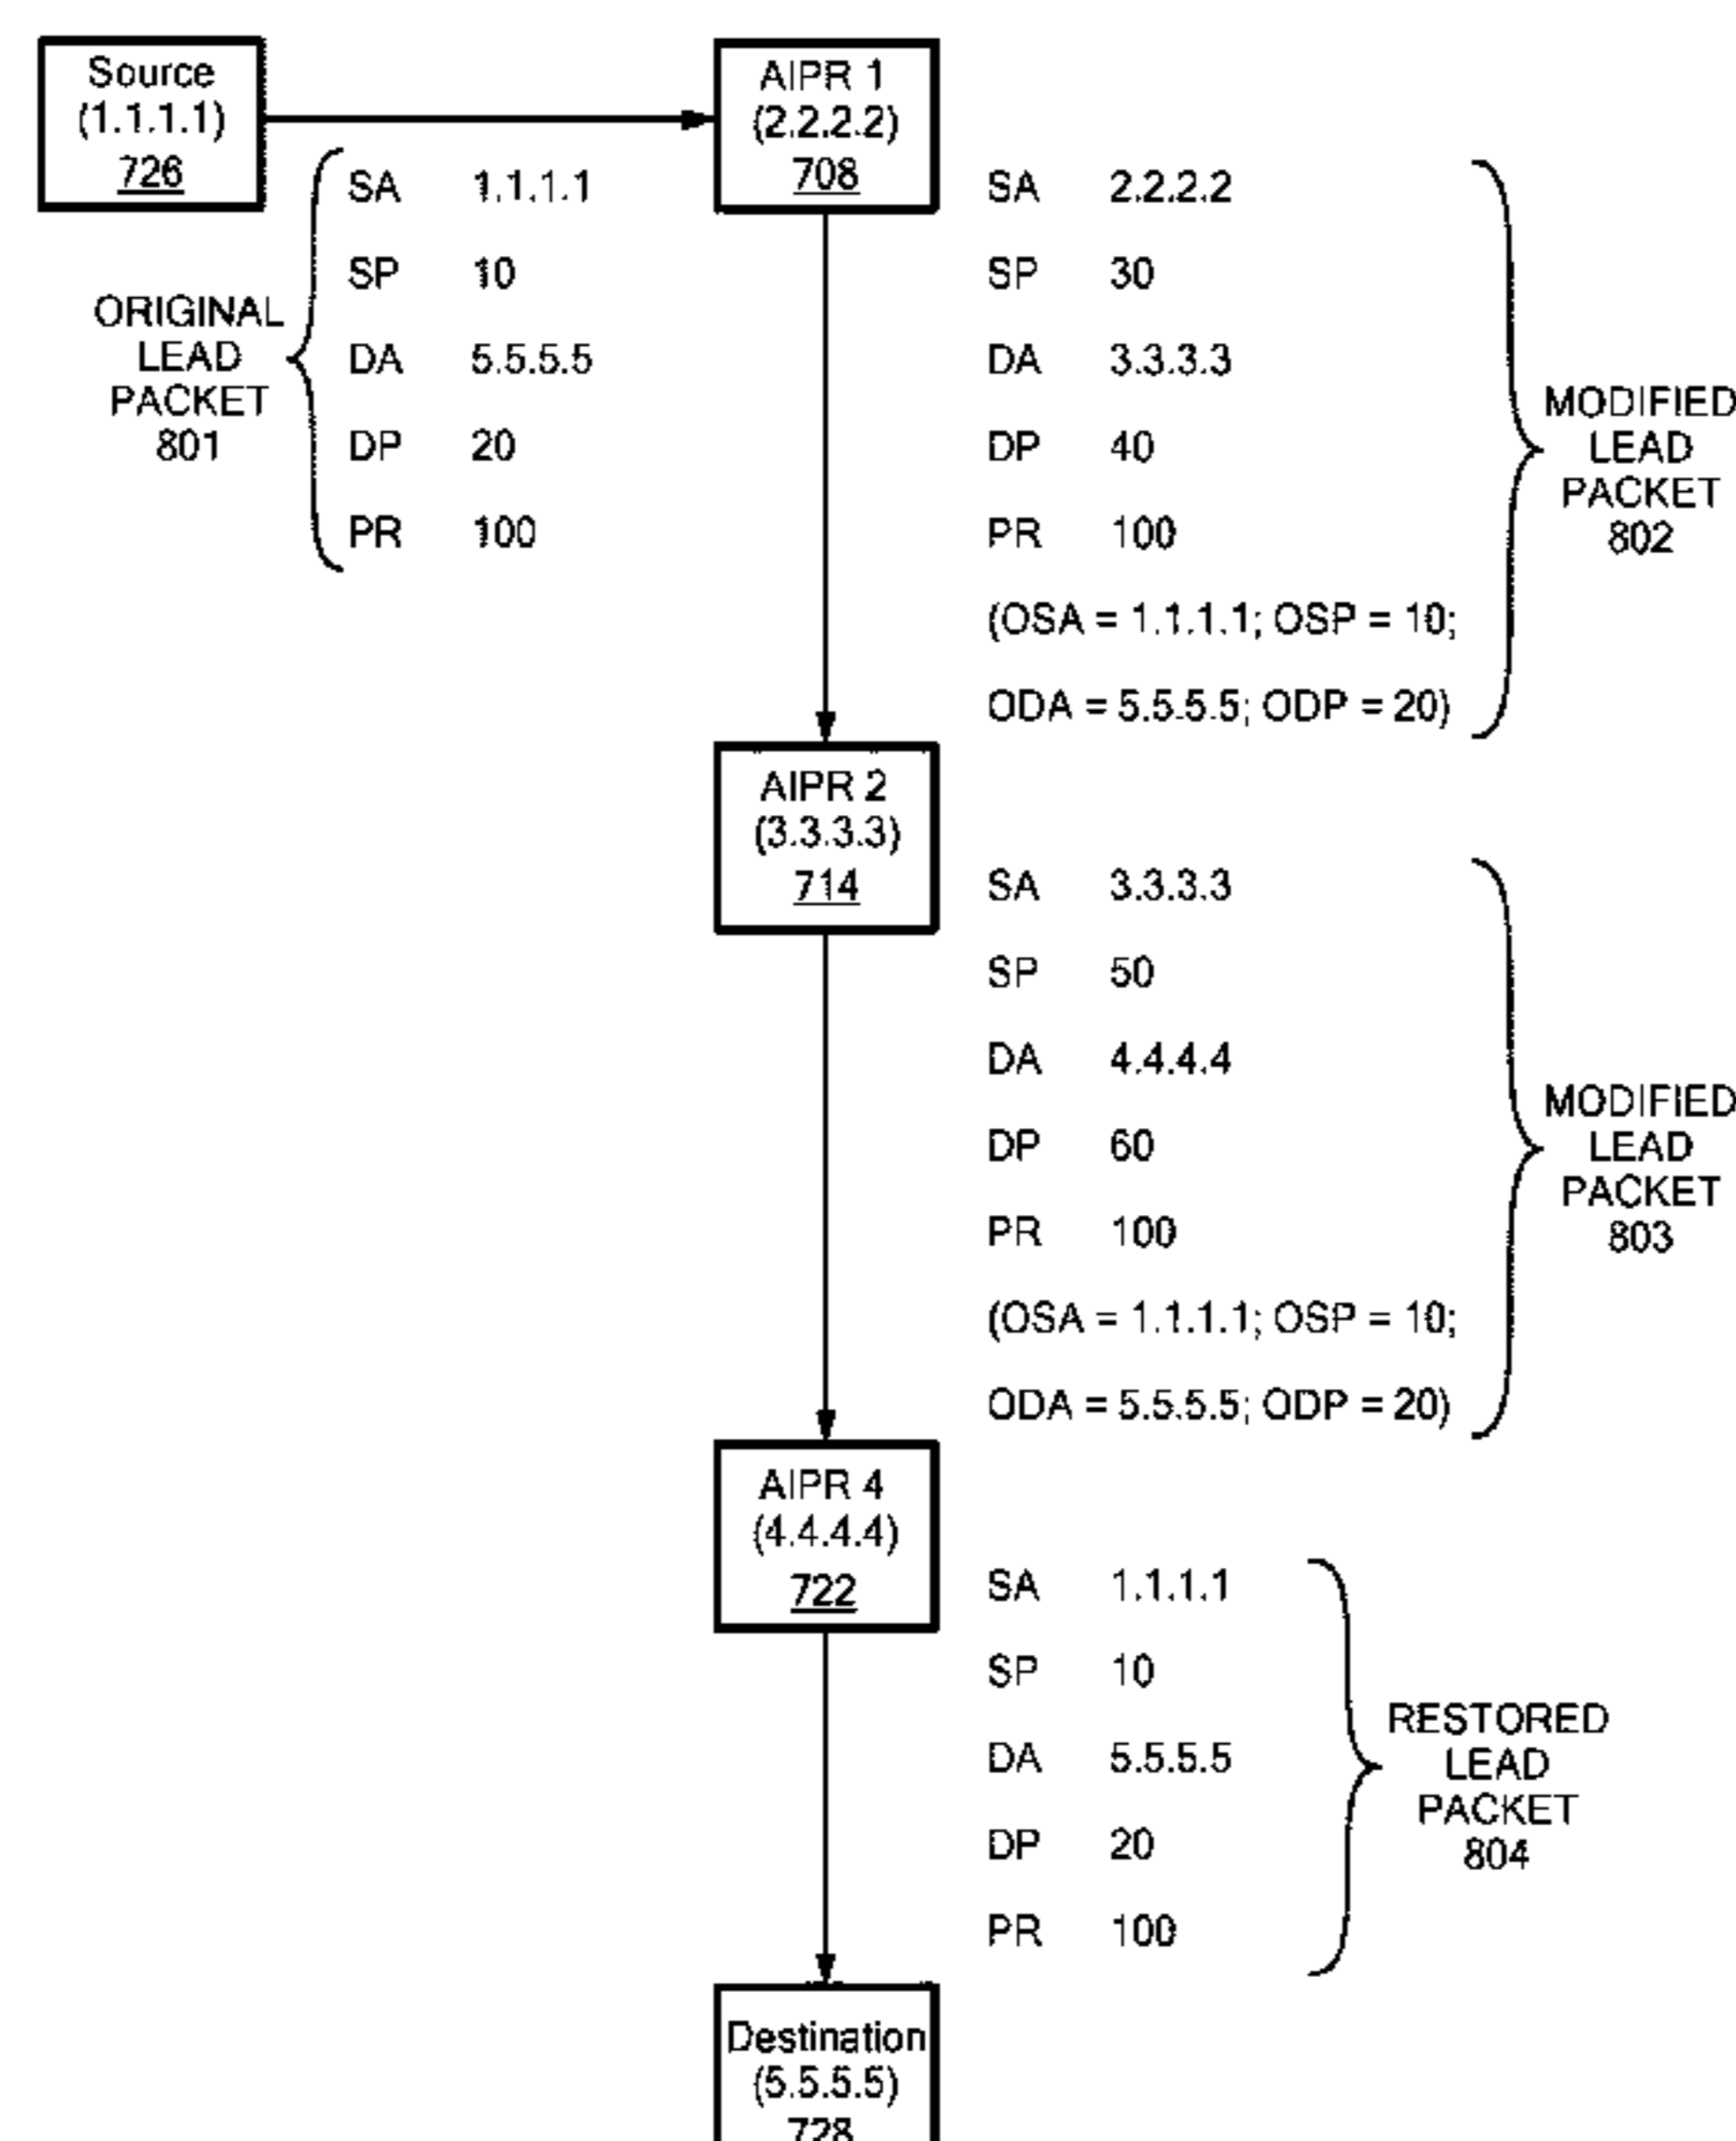 Source
(1.1.1.1)
726
AIPR 1
(2.2.2.2)
708
ORIGINAL
LEAD
PACKET
801
SA 1.1.1.1
SP 10
DA 5.5.5.5
DP 20
PR 100
SA 2.2.2.2
SP 30
DA 3.3.3.3
DP 40
PR 100
(OSA = 1.1.1.1; OSP = 10;
ODA = 5.5.5.5; ODP = 20)
MODIFIED
LEAD
PACKET
802
AIPR 2
(3.3.3.3)
714
SA 3.3.3.3
SP 50
DA 4.4.4.4
DP 60
PR 100
(OSA = 1.1.1.1; OSP = 10;
ODA = 5.5.5.5; ODP = 20)
MODIFIED
LEAD
PACKET
803
AIPR 4
(4.4.4.4)
722
SA 1.1.1.1
SP 10
DA 5.5.5.5
DP 20
PR 100
RESTORED
LEAD
PACKET
804
Destination
(5.5.5.5)
728